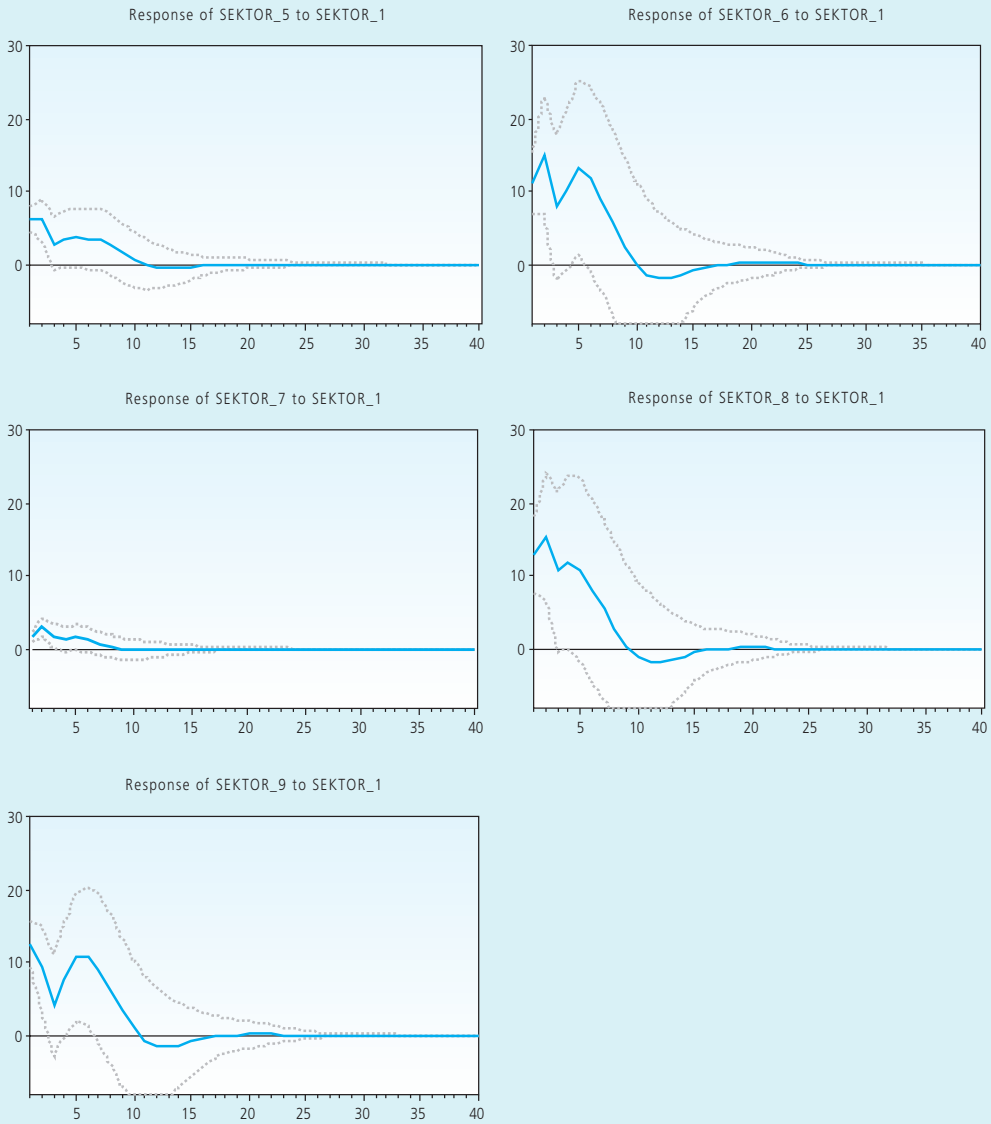 Response of SEKTOR_5 to SEKTOR_1
30
20
10
0
5 10 15 20 25 30 35 40
Response of SEKTOR_6 to SEKTOR_1
30
20
10
0
5 10 15 20 25 30 35 40
Response of SEKTOR_7 to SEKTOR_1
30
20
10
0
5 10 15 20 25 30 35 40
Response of SEKTOR_8 to SEKTOR_1
30
20
10
0
5 10 15 20 25 30 35 40
Response of SEKTOR_9 to SEKTOR_1
30
20
10
0
5 10 15 20 25 30 35 40